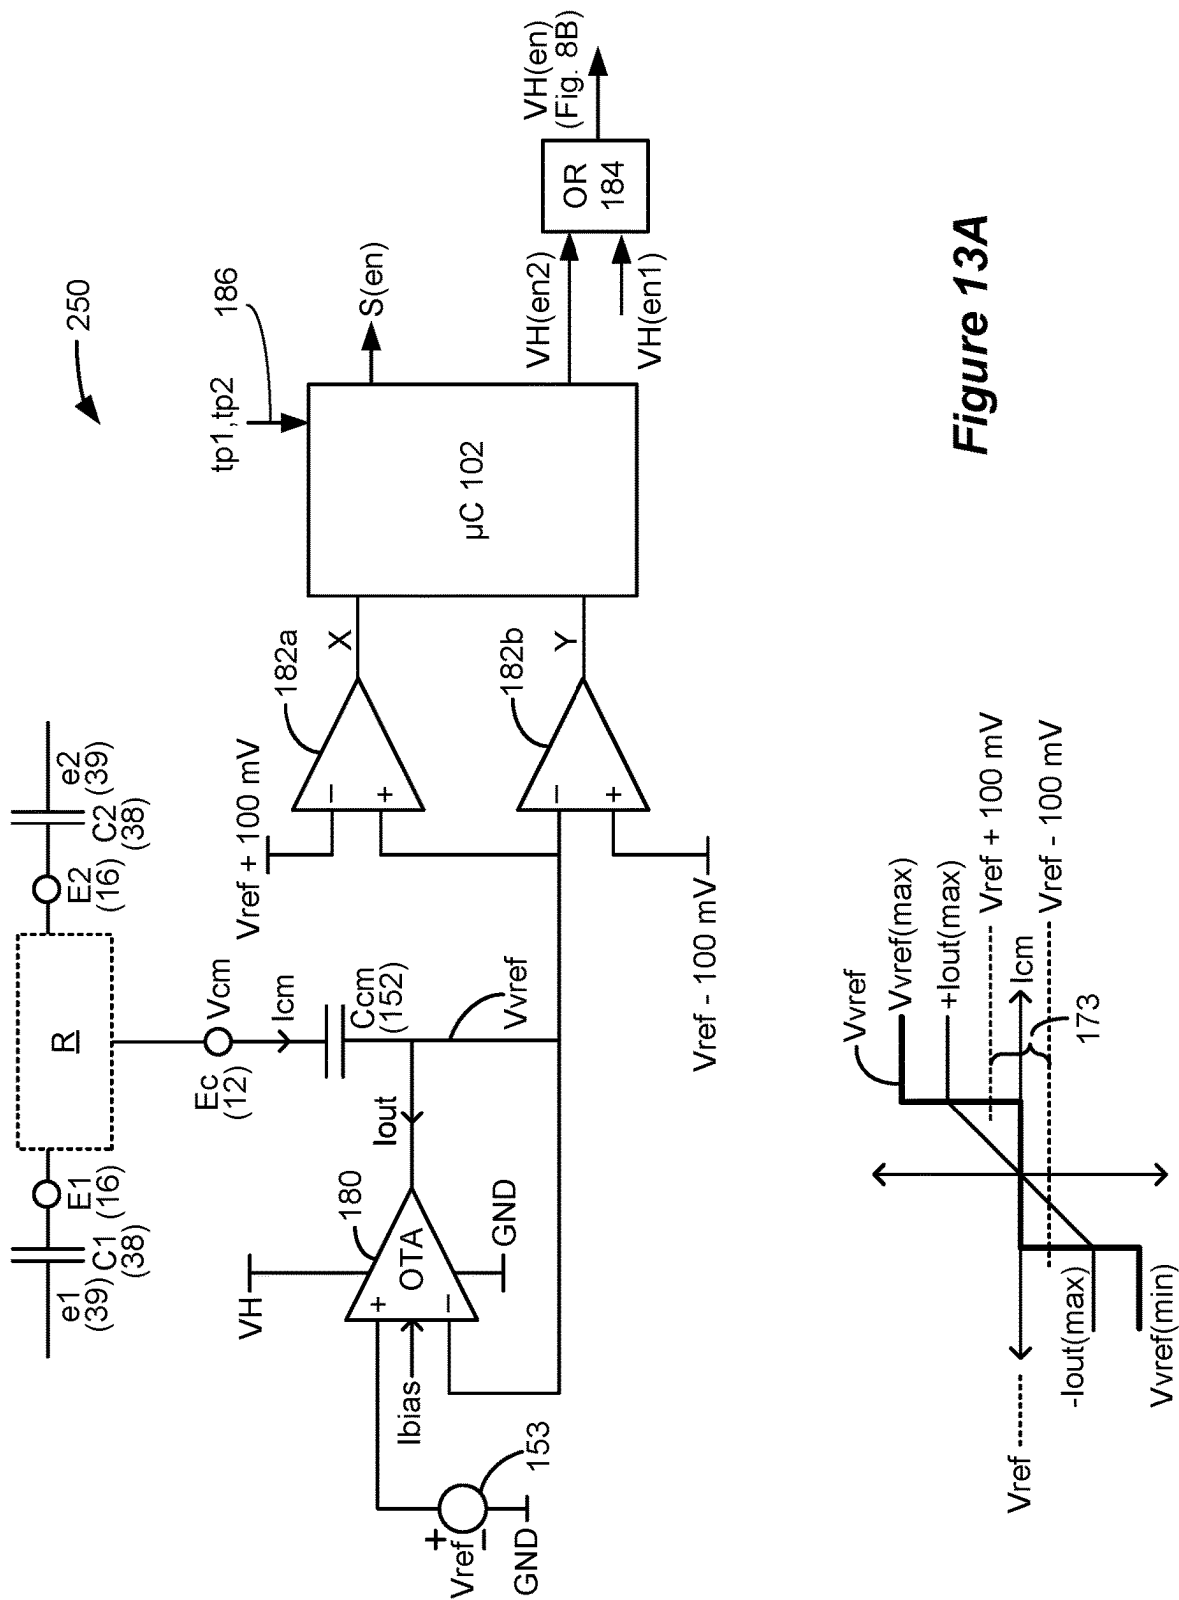 250
e1
(39)
C1
(38)
E1
(16)
R
E2
(16)
C2
(38)
e2
(39)
Ec
(12)
Vcm
Icm
Ccm
(152)
Vvref
Iout
VH
180
OTA
+
−
GND
Ibias
+
Vref
−
GND
153
Vref + 100 mV
−
+
182a
X
−
+
182b
Y
Vref - 100 mV
µC 102
tp1,tp2
186
S(en)
VH(en2)
VH(en1)
OR
184
VH(en)
(Fig. 8B)
Vvref
Vvref(max)
+Iout(max)
Vref + 100 mV
Icm
Vref - 100 mV
173
Vref
-Iout(max)
Vvref(min)
Figure 13A